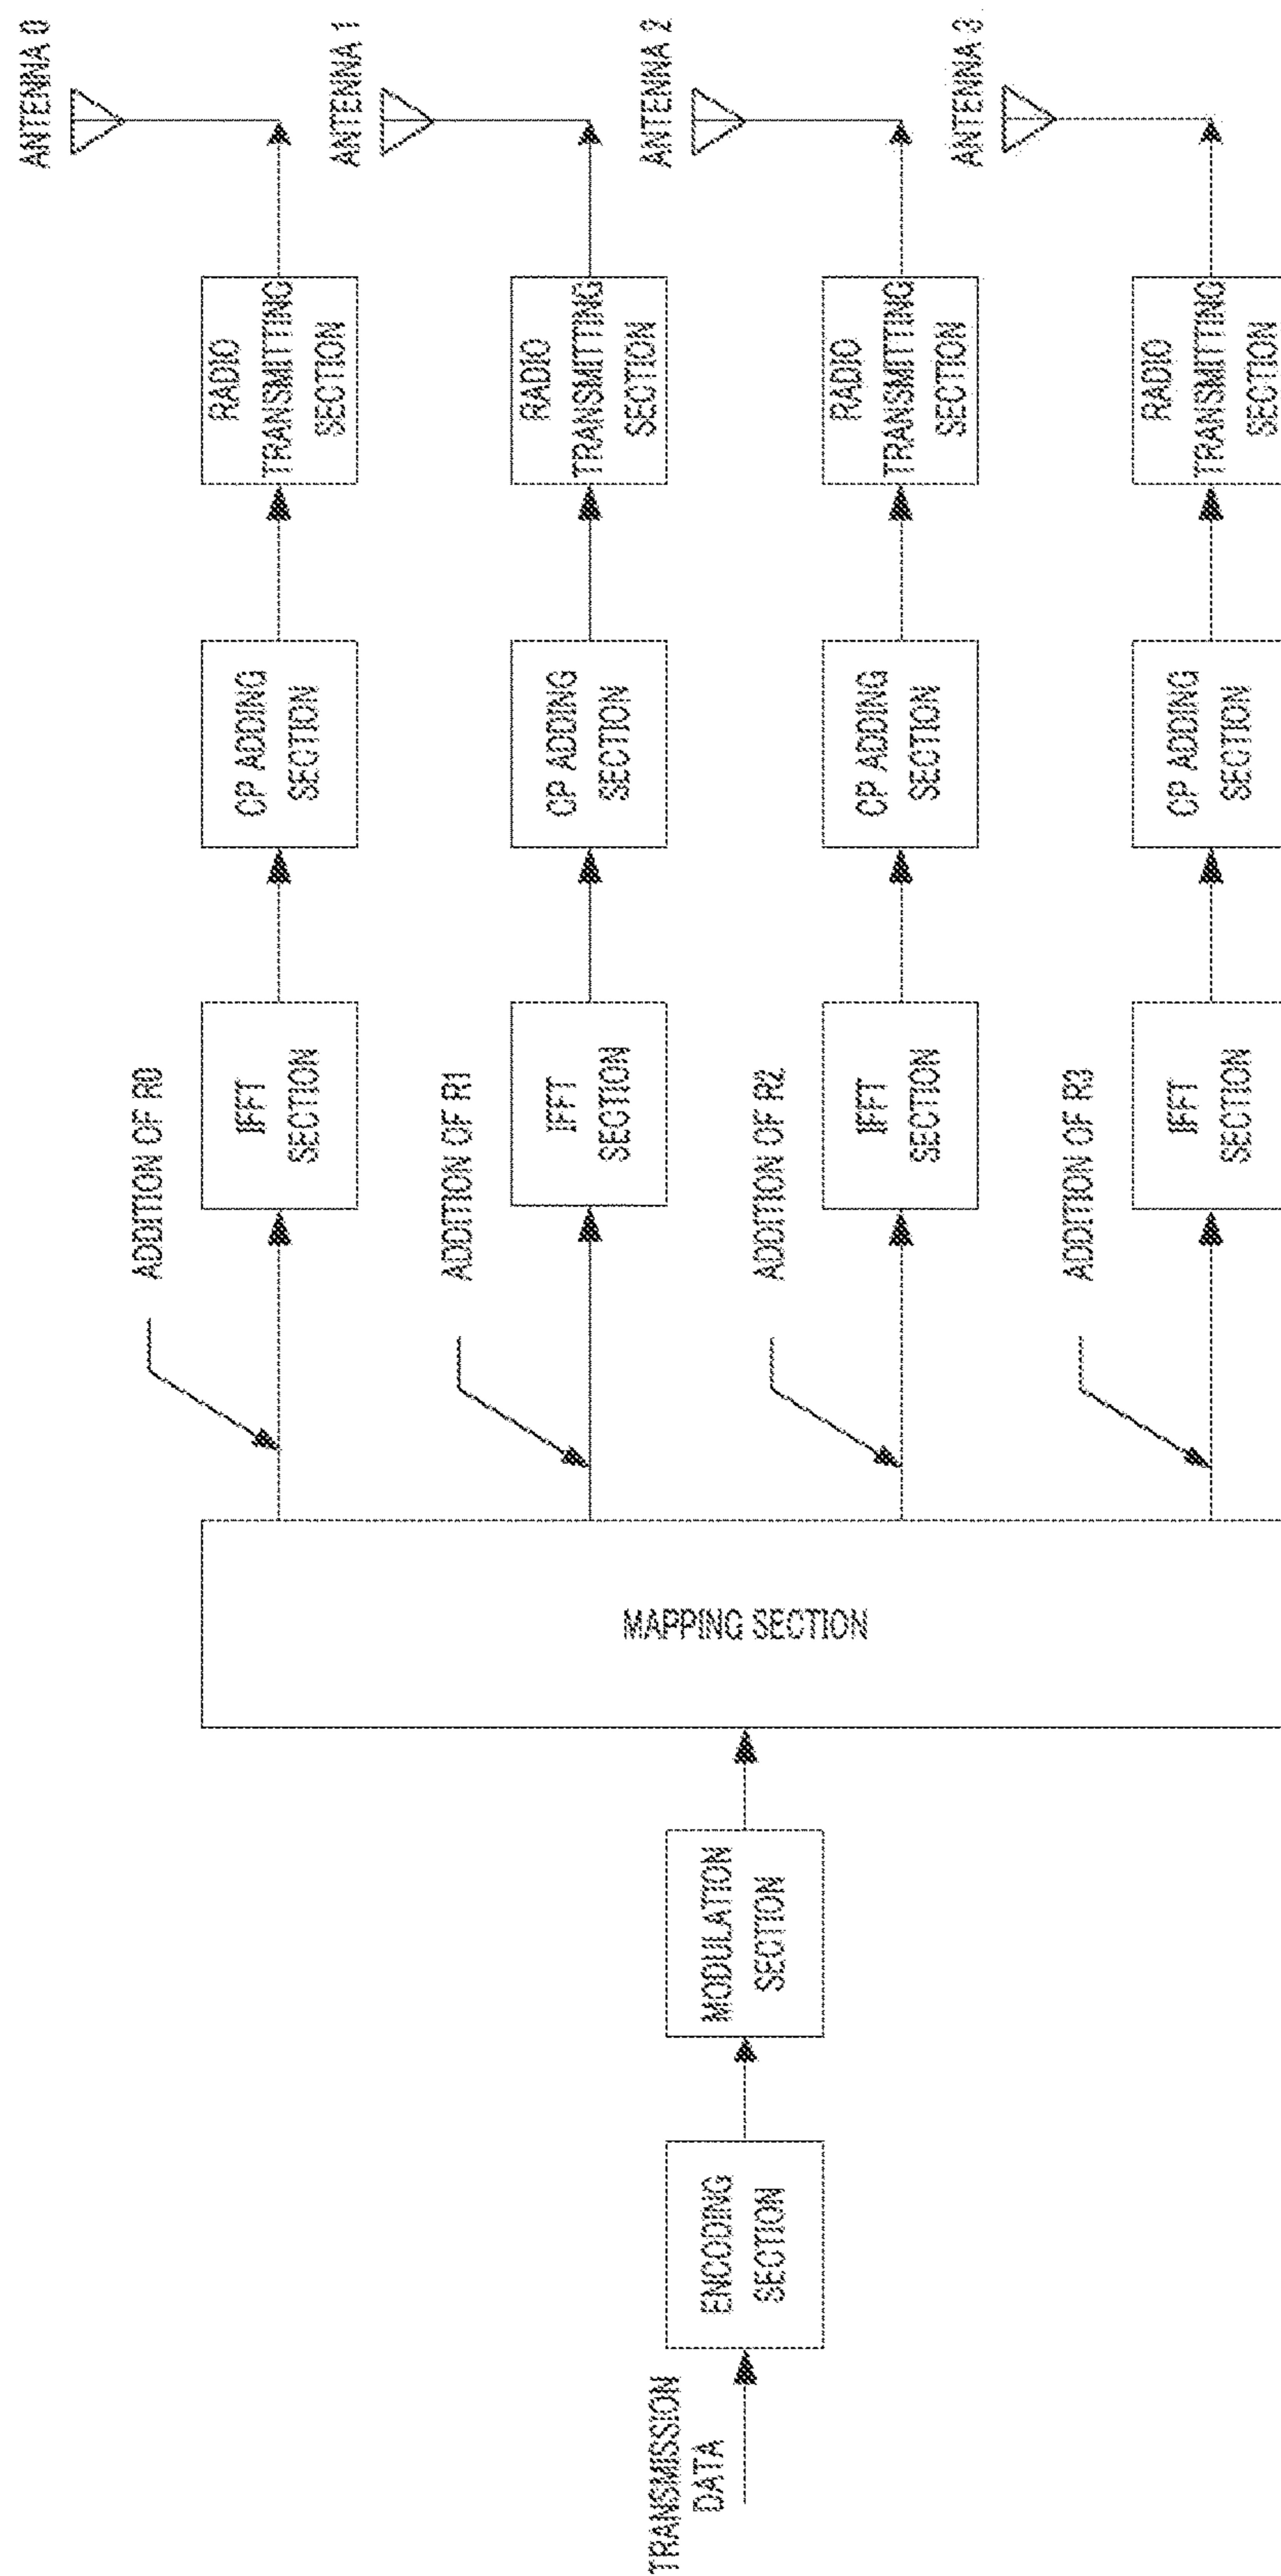 TRANSMISSION
DATA
ENCODING
SECTION
MODULATION
SECTION
MAPPING SECTION
ADDITION OF R0
IFFT
SECTION
CP ADDING
SECTION
RADIO
TRANSMITTING
SECTION
ANTENNA 0
ADDITION OF R1
IFFT
SECTION
CP ADDING
SECTION
RADIO
TRANSMITTING
SECTION
ANTENNA 1
ADDITION OF R2
IFFT
SECTION
CP ADDING
SECTION
RADIO
TRANSMITTING
SECTION
ANTENNA 2
ADDITION OF R3
IFFT
SECTION
CP ADDING
SECTION
RADIO
TRANSMITTING
SECTION
ANTENNA 3